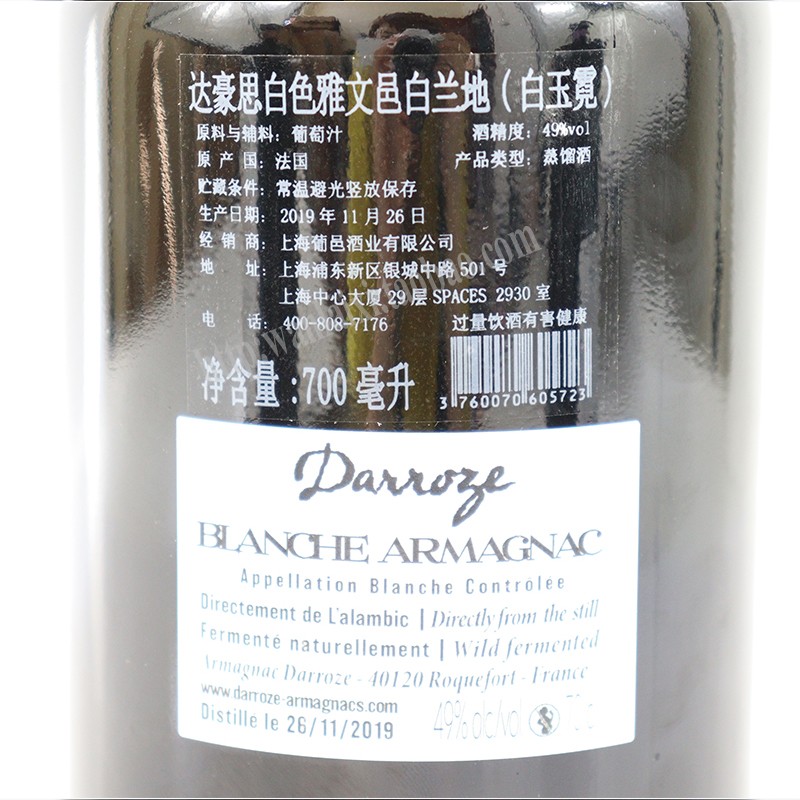 达豪思白色雅文邑白兰地（白玉霓）
原料与辅料：葡萄汁 酒精度：49%vol
原产国：法国 产品类型：蒸馏酒
贮藏条件：常温避光竖放保存
生产日期：2019年11月26日
经销商：上海葡邑酒业有限公司
地址：上海浦东新区银城中路501号
上海中心大厦29层SPACES 2930室
电话：400-808-7176 过量饮酒有害健康
净含量：700毫升
3 760070 605723
Darroze
BLANCHE ARMAGNAC
Appellation Blanche Contrôlée
Directement de L'alambic | Directly from the still
Fermenté naturellement | Wild fermented
Armagnac Darroze - 40120 Roquefort - France
www.darroze-armagnacs.com
Distille le 26/11/2019 49% alc/vol 70 cl